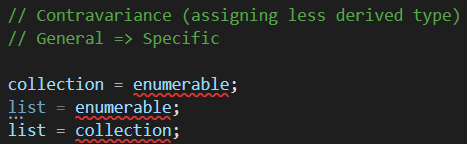 // Contravariance (assigning less derived type)
// General => Specific
collection = enumerable;
list = enumerable;
list = collection;